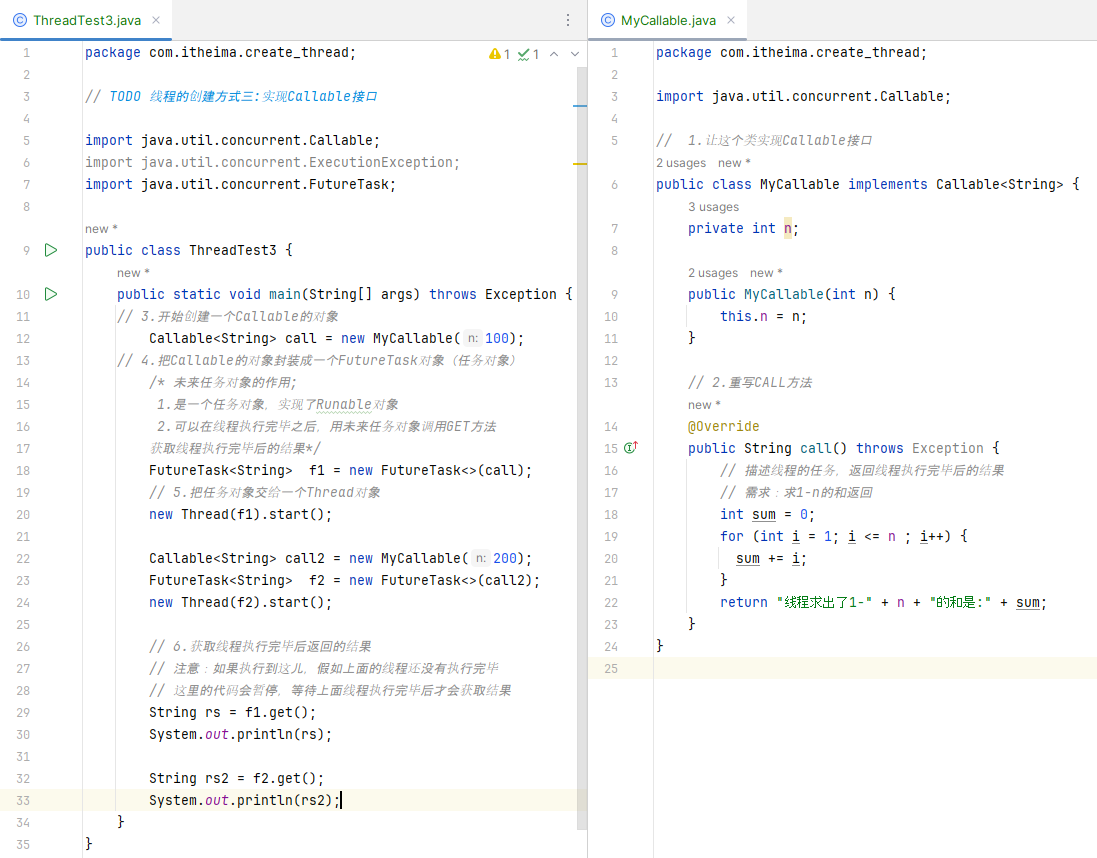 ThreadTest3.java
1 package com.itheima.create_thread;
1 1
2
3 // TODO 线程的创建方式三:实现Callable接口
4
5 import java.util.concurrent.Callable;
6 import java.util.concurrent.ExecutionException;
7 import java.util.concurrent.FutureTask;
8
new *
9 public class ThreadTest3 {
new *
10 public static void main(String[] args) throws Exception {
11 // 3.开始创建一个Callable的对象
12 Callable<String> call = new MyCallable( n: 100);
13 // 4.把Callable的对象封装成一个FutureTask对象（任务对象）
14 /* 未来任务对象的作用;
15 1.是一个任务对象，实现了Runable对象
16 2.可以在线程执行完毕之后，用未来任务对象调用GET方法
17 获取线程执行完毕后的结果*/
18 FutureTask<String>  f1 = new FutureTask<>(call);
19 // 5.把任务对象交给一个Thread对象
20 new Thread(f1).start();
21
22 Callable<String> call2 = new MyCallable( n: 200);
23 FutureTask<String>  f2 = new FutureTask<>(call2);
24 new Thread(f2).start();
25
26 // 6.获取线程执行完毕后返回的结果
27 // 注意：如果执行到这儿，假如上面的线程还没有执行完毕
28 // 这里的代码会暂停，等待上面线程执行完毕后才会获取结果
29 String rs = f1.get();
30 System.out.println(rs);
31
32 String rs2 = f2.get();
33 System.out.println(rs2);
34 }
35 }
MyCallable.java
1 package com.itheima.create_thread;
2
3 import java.util.concurrent.Callable;
4
5 //  1.让这个类实现Callable接口
2 usages new *
6 public class MyCallable implements Callable<String> {
3 usages
7 private int n;
8
2 usages new *
9 public MyCallable(int n) {
10 this.n = n;
11 }
12
13 // 2.重写CALL方法
new *
14 @Override
15 public String call() throws Exception {
16 // 描述线程的任务，返回线程执行完毕后的结果
17 // 需求：求1-n的和返回
18 int sum = 0;
19 for (int i = 1; i <= n ; i++) {
20 sum += i;
21 }
22 return "线程求出了1-" + n + "的和是:" + sum;
23 }
24 }
25